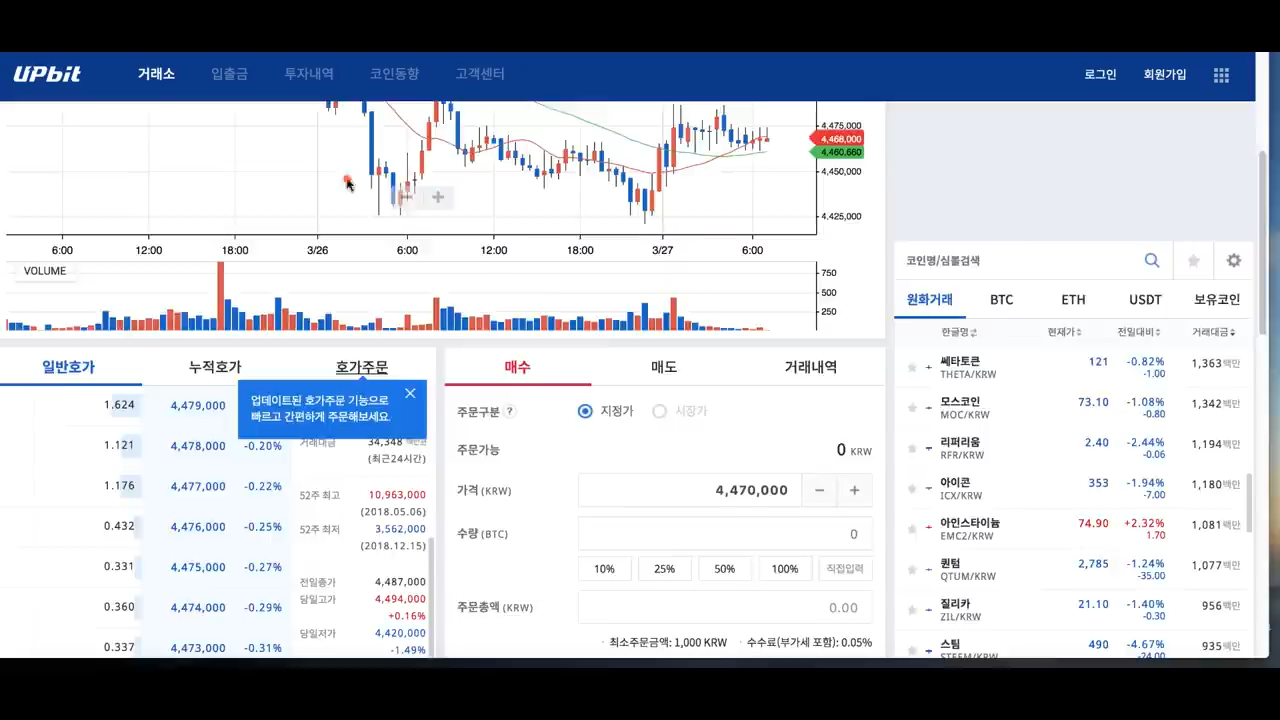 UPbit 거래소 입출금 투자내역 코인동향 고객센터 로그인 회원가입
4,475,000
4,468,000
4,460,660
4,450,000
4,425,000
6:00 12:00 18:00 3/26 6:00 12:00 18:00 3/27 6:00
VOLUME
750
500
250
일반호가 누적호가 호가주문
업데이트된 호가주문 기능으로
빠르고 간편하게 주문해보세요.
1.624 4,479,000
1.121 4,478,000 -0.20%
1.176 4,477,000 -0.22%
0.432 4,476,000 -0.25%
0.331 4,475,000 -0.27%
0.360 4,474,000 -0.29%
0.337 4,473,000 -0.31%
거래대금 34,348
(최근24시간)
52주 최고 10,963,000
(2018.05.06)
52주 최저 3,562,000
(2018.12.15)
전일종가 4,487,000
당일고가 4,494,000
+0.16%
당일저가 4,420,000
-1.49%
매수 매도 거래내역
주문구분 ? 지정가 시장가
주문가능 0 KRW
가격 (KRW) 4,470,000 − +
수량 (BTC) 0
10% 25% 50% 100% 직접입력
주문총액 (KRW) 0.00
· 최소주문금액: 1,000 KRW · 수수료(부가세 포함): 0.05%
코인명/심볼검색
원화거래 BTC ETH USDT 보유코인
한글명 현재가 전일대비 거래대금
쎄타토큰 121 -0.82% 1,363백만
THETA/KRW -1.00
모스코인 73.10 -1.08% 1,342백만
MOC/KRW -0.80
리퍼리움 2.40 -2.44% 1,194백만
RFR/KRW -0.06
아이콘 353 -1.94% 1,180백만
ICX/KRW -7.00
아인스타이늄 74.90 +2.32% 1,081백만
EMC2/KRW 1.70
퀀텀 2,785 -1.24% 1,077백만
QTUM/KRW -35.00
질리카 21.10 -1.40% 956백만
ZIL/KRW -0.30
스팀 490 -4.67% 935백만
STEEM/KRW -24.00